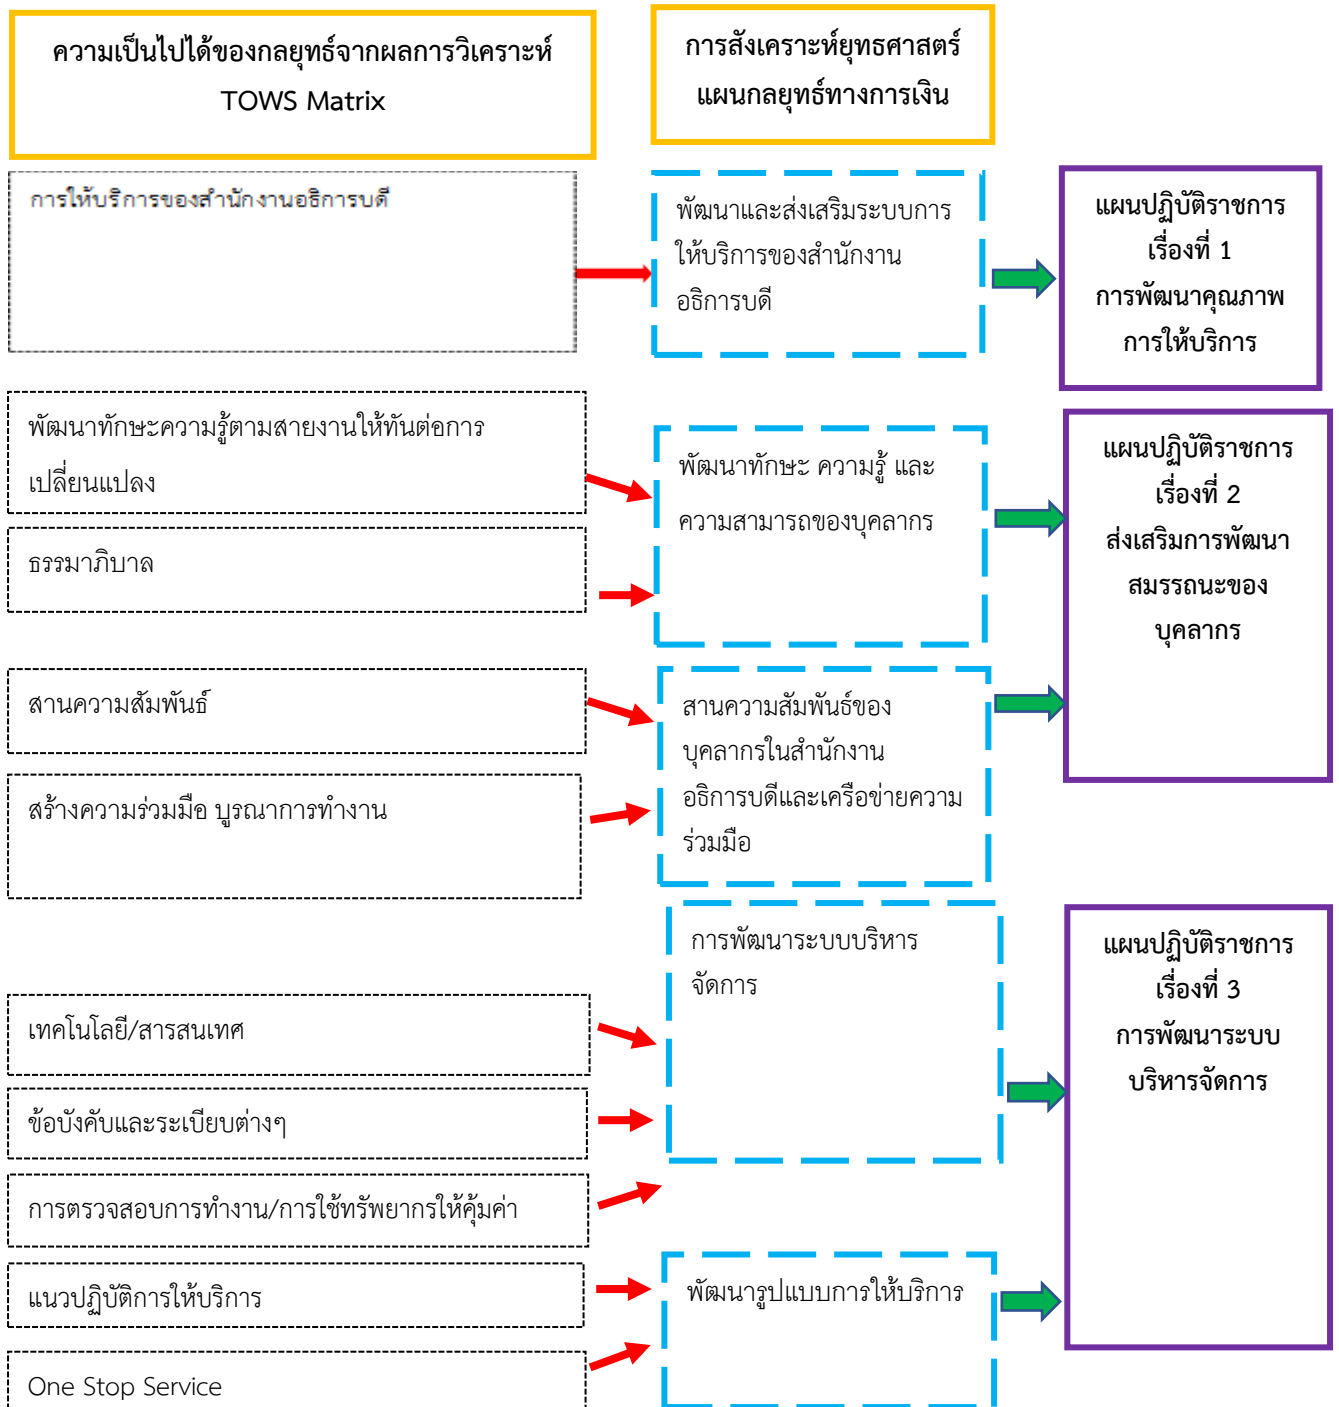 ความเป็นไปได้ของกลยุทธ์จากผลการวิเคราะห์
TOWS Matrix
การสังเคราะห์ยุทธศาสตร์
แผนกลยุทธ์ทางการเงิน
การให้บริการของสำนักงานอธิการบดี
พัฒนาและส่งเสริมระบบการ
ให้บริการของสำนักงาน
อธิการบดี
แผนปฏิบัติราชการ
เรื่องที่ 1
การพัฒนาคุณภาพ
การให้บริการ
พัฒนาทักษะความรู้ตามสายงานให้ทันต่อการ
เปลี่ยนแปลง
ธรรมาภิบาล
พัฒนาทักษะ ความรู้ และ
ความสามารถของบุคลากร
แผนปฏิบัติราชการ
เรื่องที่ 2
ส่งเสริมการพัฒนา
สมรรถนะของ
บุคลากร
สานความสัมพันธ์
สร้างความร่วมมือ บูรณาการทำงาน
สานความสัมพันธ์ของ
บุคลากรในสำนักงาน
อธิการบดีและเครือข่ายความ
ร่วมมือ
เทคโนโลยี/สารสนเทศ
ข้อบังคับและระเบียบต่างๆ
การตรวจสอบการทำงาน/การใช้ทรัพยากรให้คุ้มค่า
การพัฒนาระบบบริหาร
จัดการ
แผนปฏิบัติราชการ
เรื่องที่ 3
การพัฒนาระบบ
บริหารจัดการ
แนวปฏิบัติการให้บริการ
One Stop Service
พัฒนารูปแบบการให้บริการ